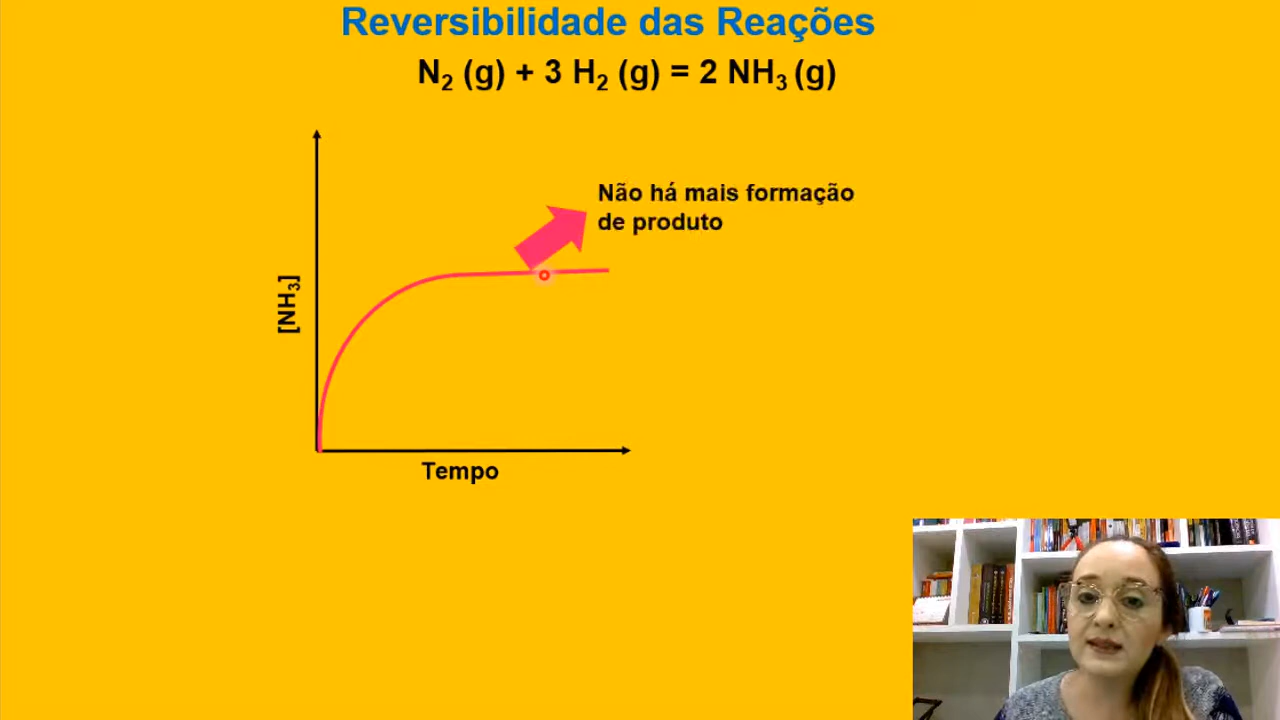 Reversibilidade das Reações
N₂ (g) + 3 H₂ (g) = 2 NH₃ (g)
Não há mais formação
de produto
[NH₃]
Tempo